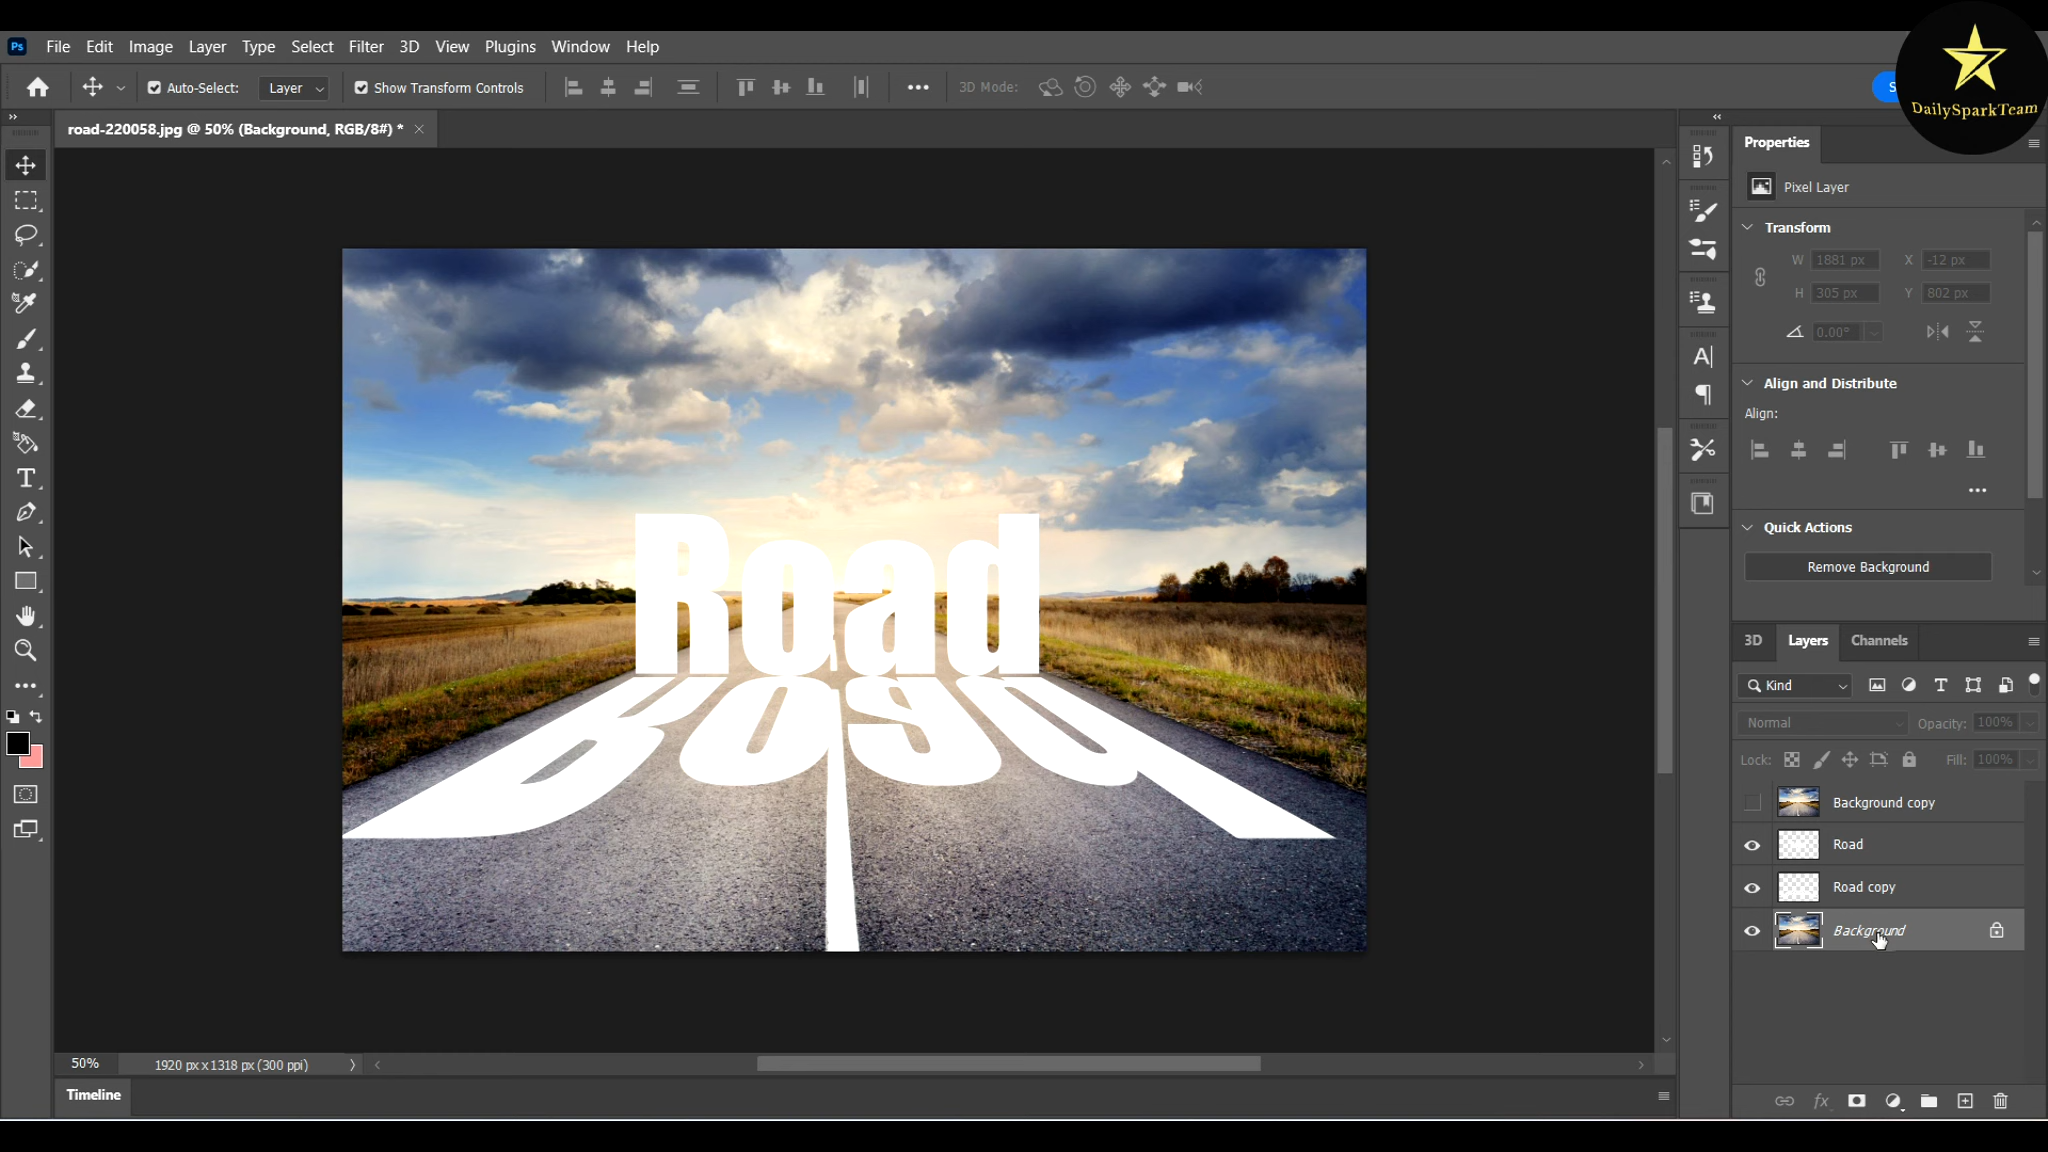 Ps File Edit Image Layer Type Select Filter 3D View Plugins Window Help
Auto-Select: Layer Show Transform Controls 3D Mode:
DailySparkTeam
road-220058.jpg @ 50% (Background, RGB/8#) *
Properties
Pixel Layer
Transform
W 1881 px X -12 px
H 305 px Y 802 px
0.00°
Align and Distribute
Align:
Quick Actions
Remove Background
Road
Road
3D Layers Channels
Kind
Normal Opacity: 100%
Lock: Fill: 100%
Background copy
Road
Road copy
Background
50% 1920 px x 1318 px (300 ppi)
Timeline